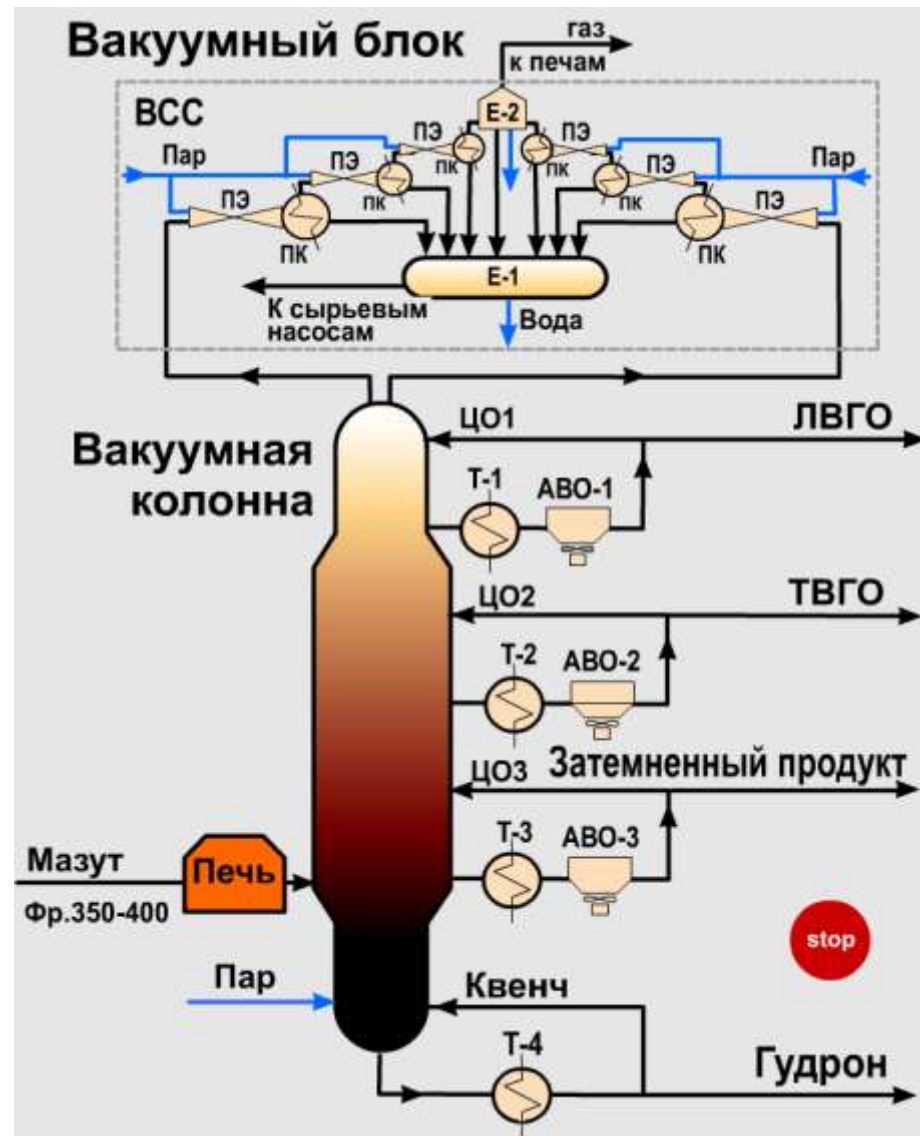 Вакуумный блок
газ
к печам
ВСС
Е-2
ПЭ
ПЭ
ПК
ПК
Пар
ПЭ
ПЭ
Пар
пк
пк
ПЭ
ПЭ
ПК
ПК
Е-1
К сырьевым
насосам
Вода
Вакуумная
колонна
ЦО1
ЛВГО
Т-1
АВО-1
ЦО2
ТВГО
Т-2
АВО-2
ЦО3
Затемненный продукт
Т-3
АВО-3
Мазут
Печь
Фр.350-400
stop
Пар
Квенч
Т-4
Гудрон